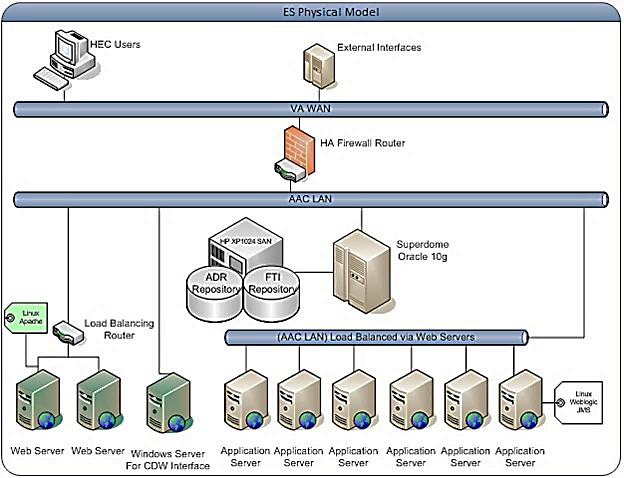 ES Physical Model
HEC Users
External Interfaces
VA WAN
HA Firewall Router
AAC LAN
HP XP1024 SAN
ADR
Repository
FTI
Repository
Superdome
Oracle 10g
Linux
Apache
Load Balancing
Router
(AAC LAN) Load Balanced via Web Servers
Linux
Weblogic
JMS
Web Server
Web Server
Windows Server
For CDW Interface
Application
Server
Application
Server
Application
Server
Application
Server
Application
Server
Application
Server